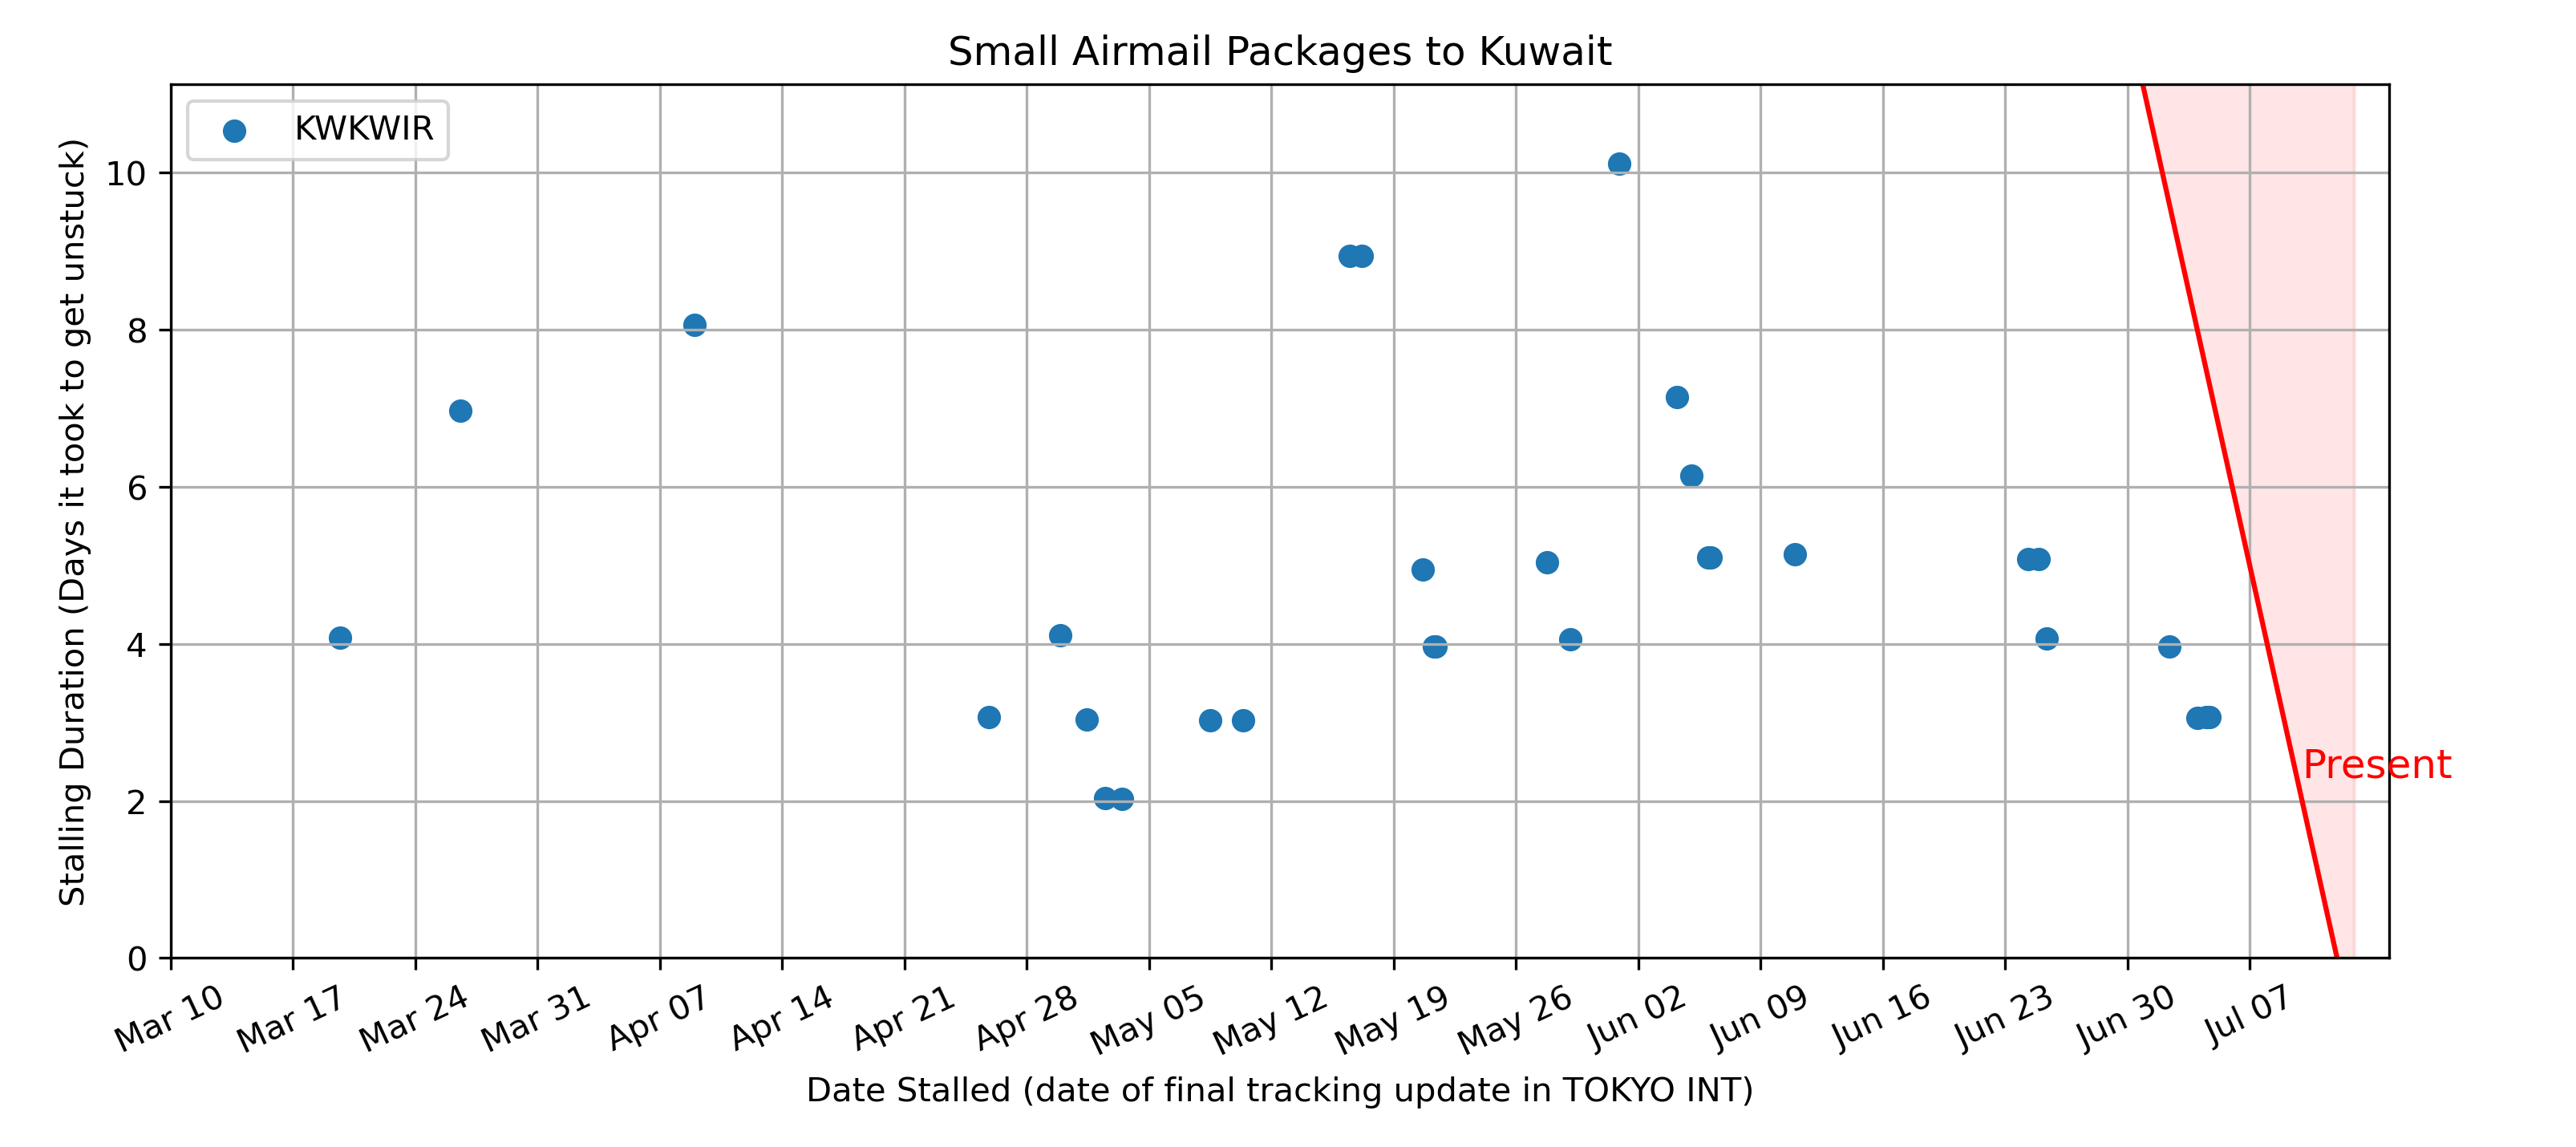 Small Airmail Packages to Kuwait
KWKWIR
Stalling Duration (Days it took to get unstuck)
10
8
6
4
2
0
Present
Mar 10
Mar 17
Mar 24
Mar 31
Apr 07
Apr 14
Apr 21
Apr 28
May 05
May 12
May 19
May 26
Jun 02
Jun 09
Jun 16
Jun 23
Jun 30
Jul 07
Date Stalled (date of final tracking update in TOKYO INT)